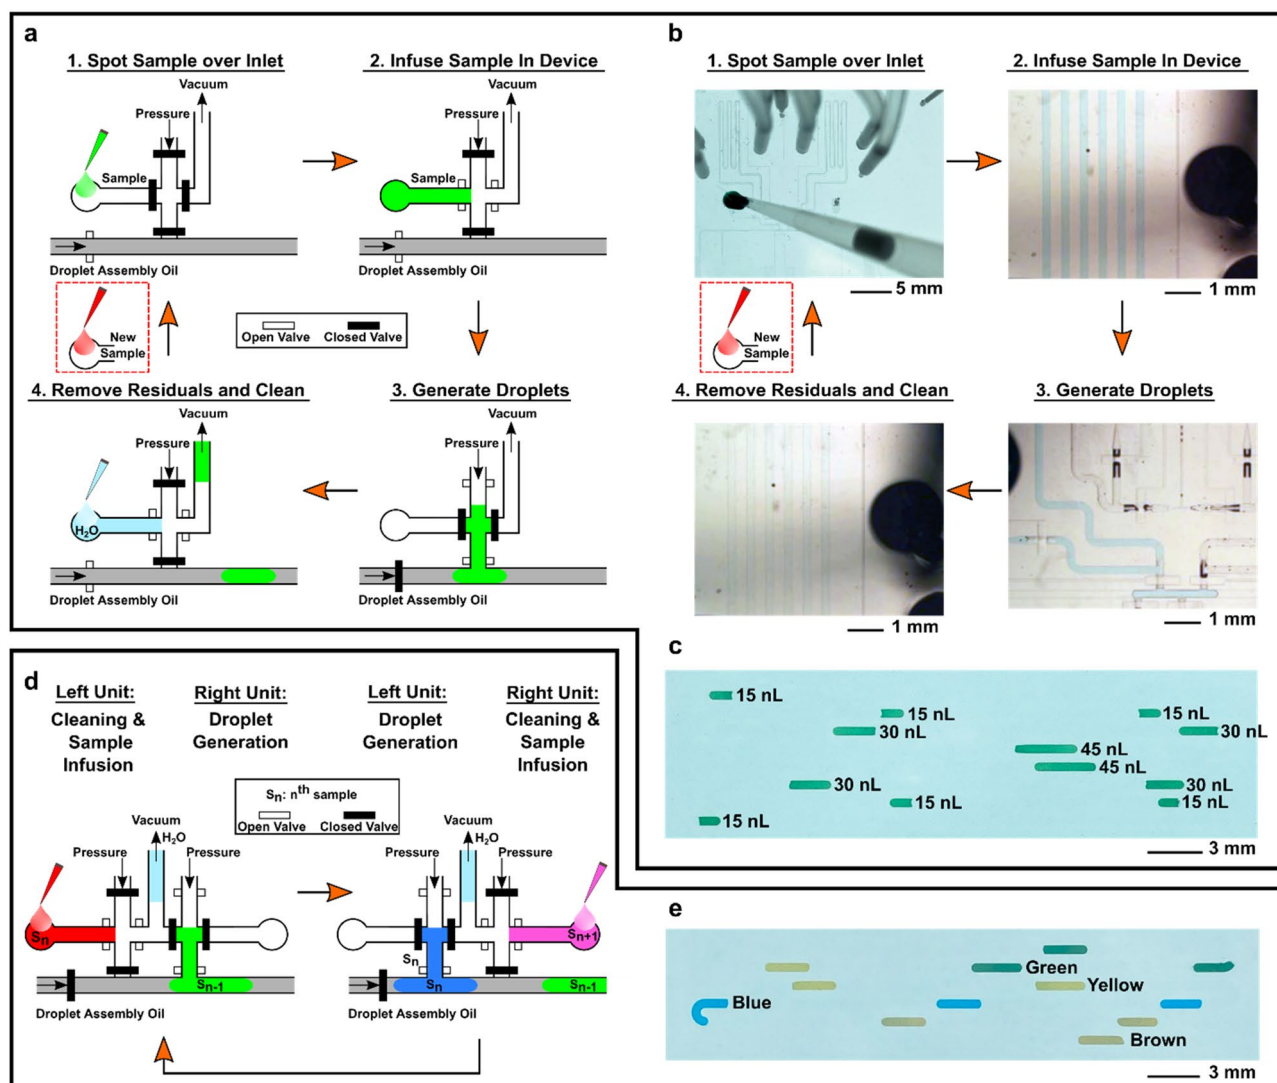 a
1. Spot Sample over Inlet
2. Infuse Sample In Device
Vacuum
Pressure
Sample
Droplet Assembly Oil
Vacuum
Pressure
Sample
Droplet Assembly Oil
New
Sample
Open Valve
Closed Valve
4. Remove Residuals and Clean
3. Generate Droplets
Vacuum
Pressure
H2O
Droplet Assembly Oil
Vacuum
Pressure
Droplet Assembly Oil
b
1. Spot Sample over Inlet
2. Infuse Sample In Device
5 mm
1 mm
New
Sample
4. Remove Residuals and Clean
3. Generate Droplets
1 mm
1 mm
c
15 nL
15 nL
30 nL
45 nL
45 nL
15 nL
30 nL
30 nL
30 nL
15 nL
15 nL
15 nL
3 mm
d
Left Unit:
Cleaning &
Sample
Infusion
Right Unit:
Droplet
Generation
Left Unit:
Droplet
Generation
Right Unit:
Cleaning &
Sample
Infusion
Sn: nth sample
Open Valve
Closed Valve
Vacuum
H2O
Pressure
Pressure
Sn
Sn-1
Droplet Assembly Oil
Vacuum
H2O
Pressure
Pressure
Sn+1
Sn
Sn
Sn-1
Droplet Assembly Oil
e
Green
Yellow
Blue
Brown
3 mm